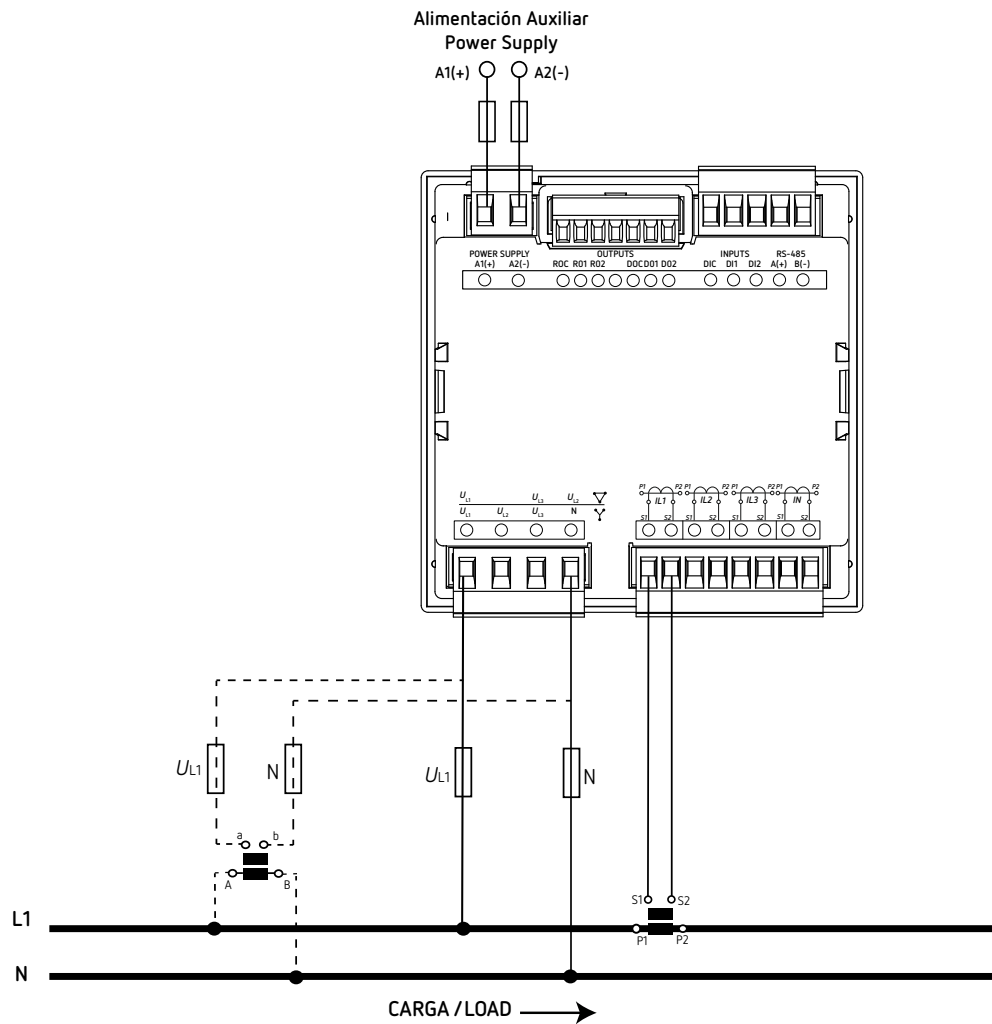 Alimentación Auxiliar
Power Supply
A1(+) A2(-)
POWER SUPPLY OUTPUTS INPUTS RS-485
A1(+) A2(-) ROC RO1 RO2 DOC DO1 DO2 DIC DI1 DI2 A(+) B(-)
P1 P2 P1 P2 P1 P2 P1 P2
IL1 IL2 IL3 IN
UL1 UL3 UL2
UL1 UL2 UL3 N
S1 S2 S1 S2 S1 S2 S1 S2
UL1 N UL1 N
a b
A B
S1 S2
L1
P1 P2
N
CARGA / LOAD